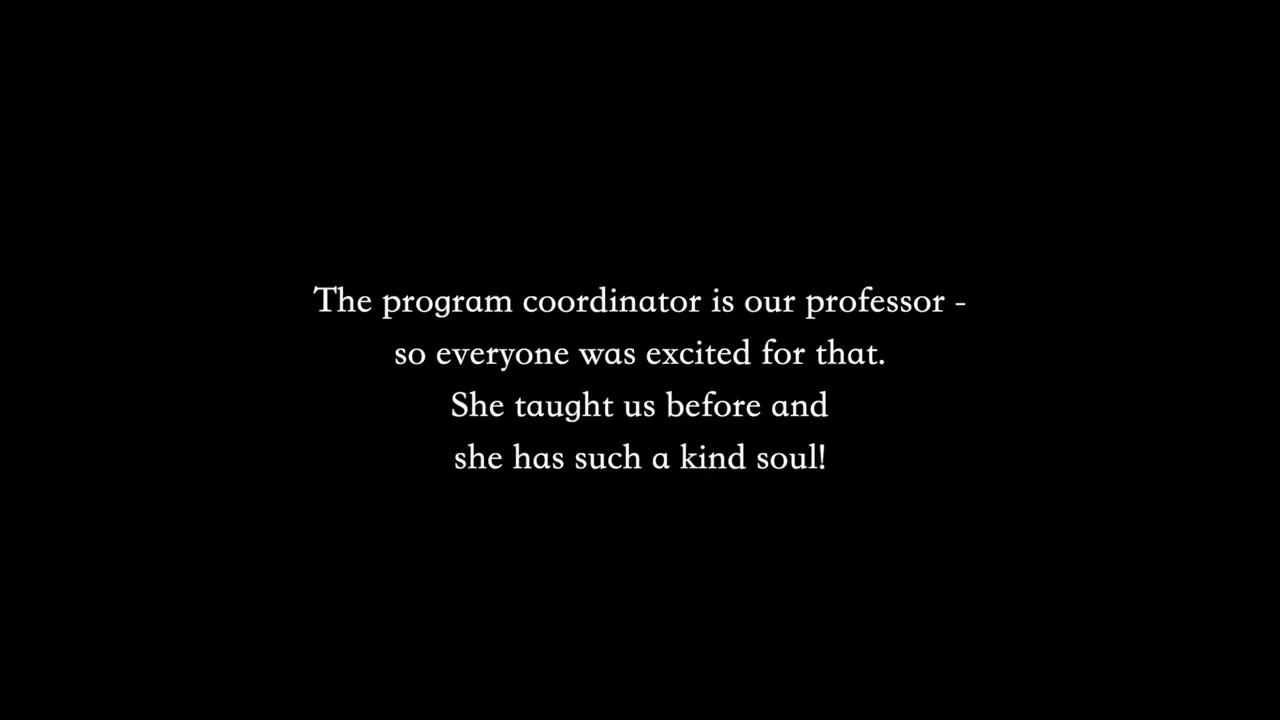 The program coordinator is our professor -
so everyone was excited for that.
She taught us before and
she has such a kind soul!